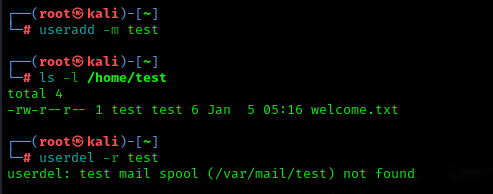 ┌──(root㉿kali)-[~]
└─# useradd -m test
┌──(root㉿kali)-[~]
└─# ls -l /home/test
total 4
-rw-r--r-- 1 test test 6 Jan  5 05:16 welcome.txt
┌──(root㉿kali)-[~]
└─# userdel -r test
userdel: test mail spool (/var/mail/test) not found